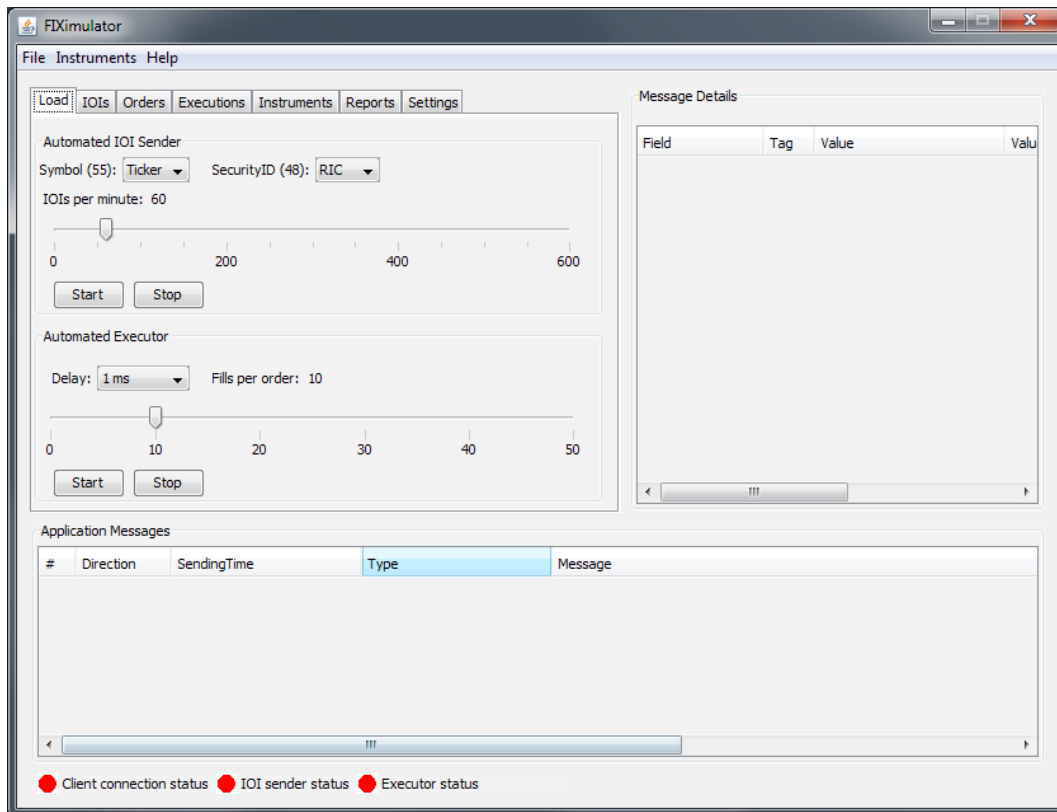 FIXimulator
File Instruments Help
Load IOIs Orders Executions Instruments Reports Settings
Automated IOI Sender
Symbol (55): Ticker SecurityID (48): RIC
IOIs per minute: 60
0 200 400 600
Start Stop
Automated Executor
Delay: 1 ms Fills per order: 10
0 10 20 30 40 50
Start Stop
Message Details
Field Tag Value Valu
Application Messages
# Direction SendingTime Type Message
Client connection status IOI sender status Executor status